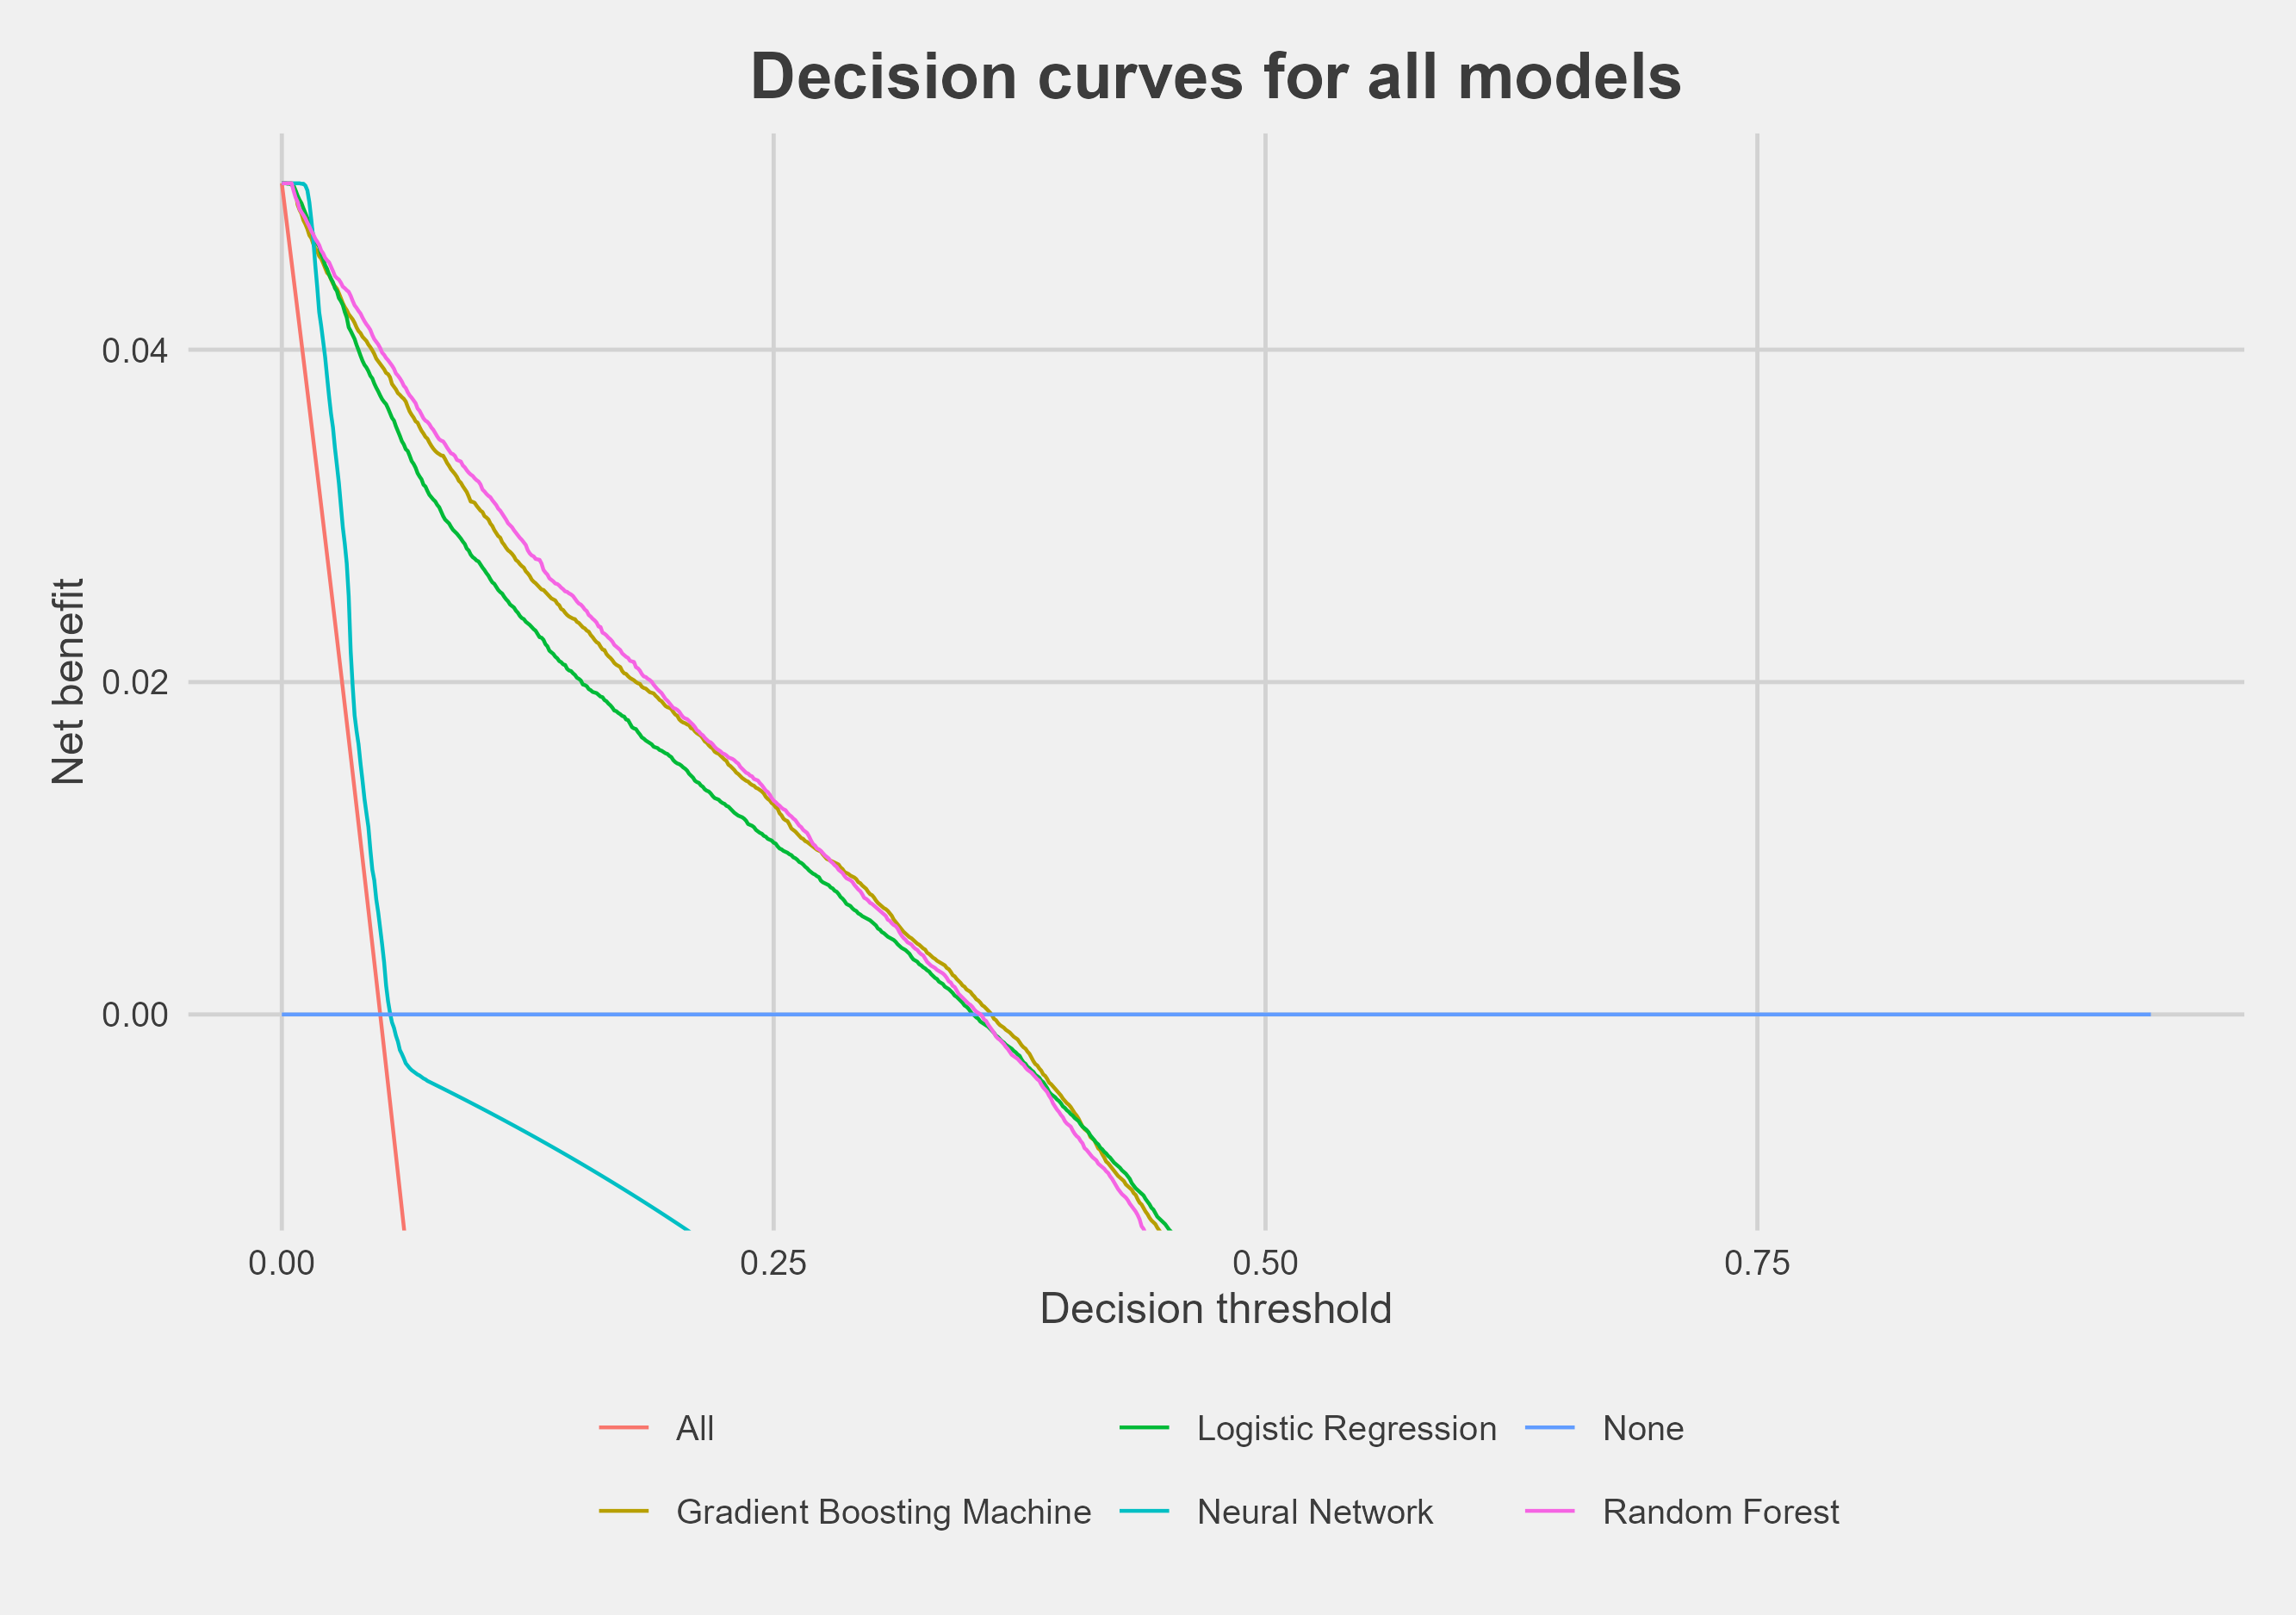 Decision curves for all models
Net benefit
0.04
0.02
0.00
0.00 0.25 0.50 0.75
Decision threshold
All Logistic Regression None
Gradient Boosting Machine Neural Network Random Forest